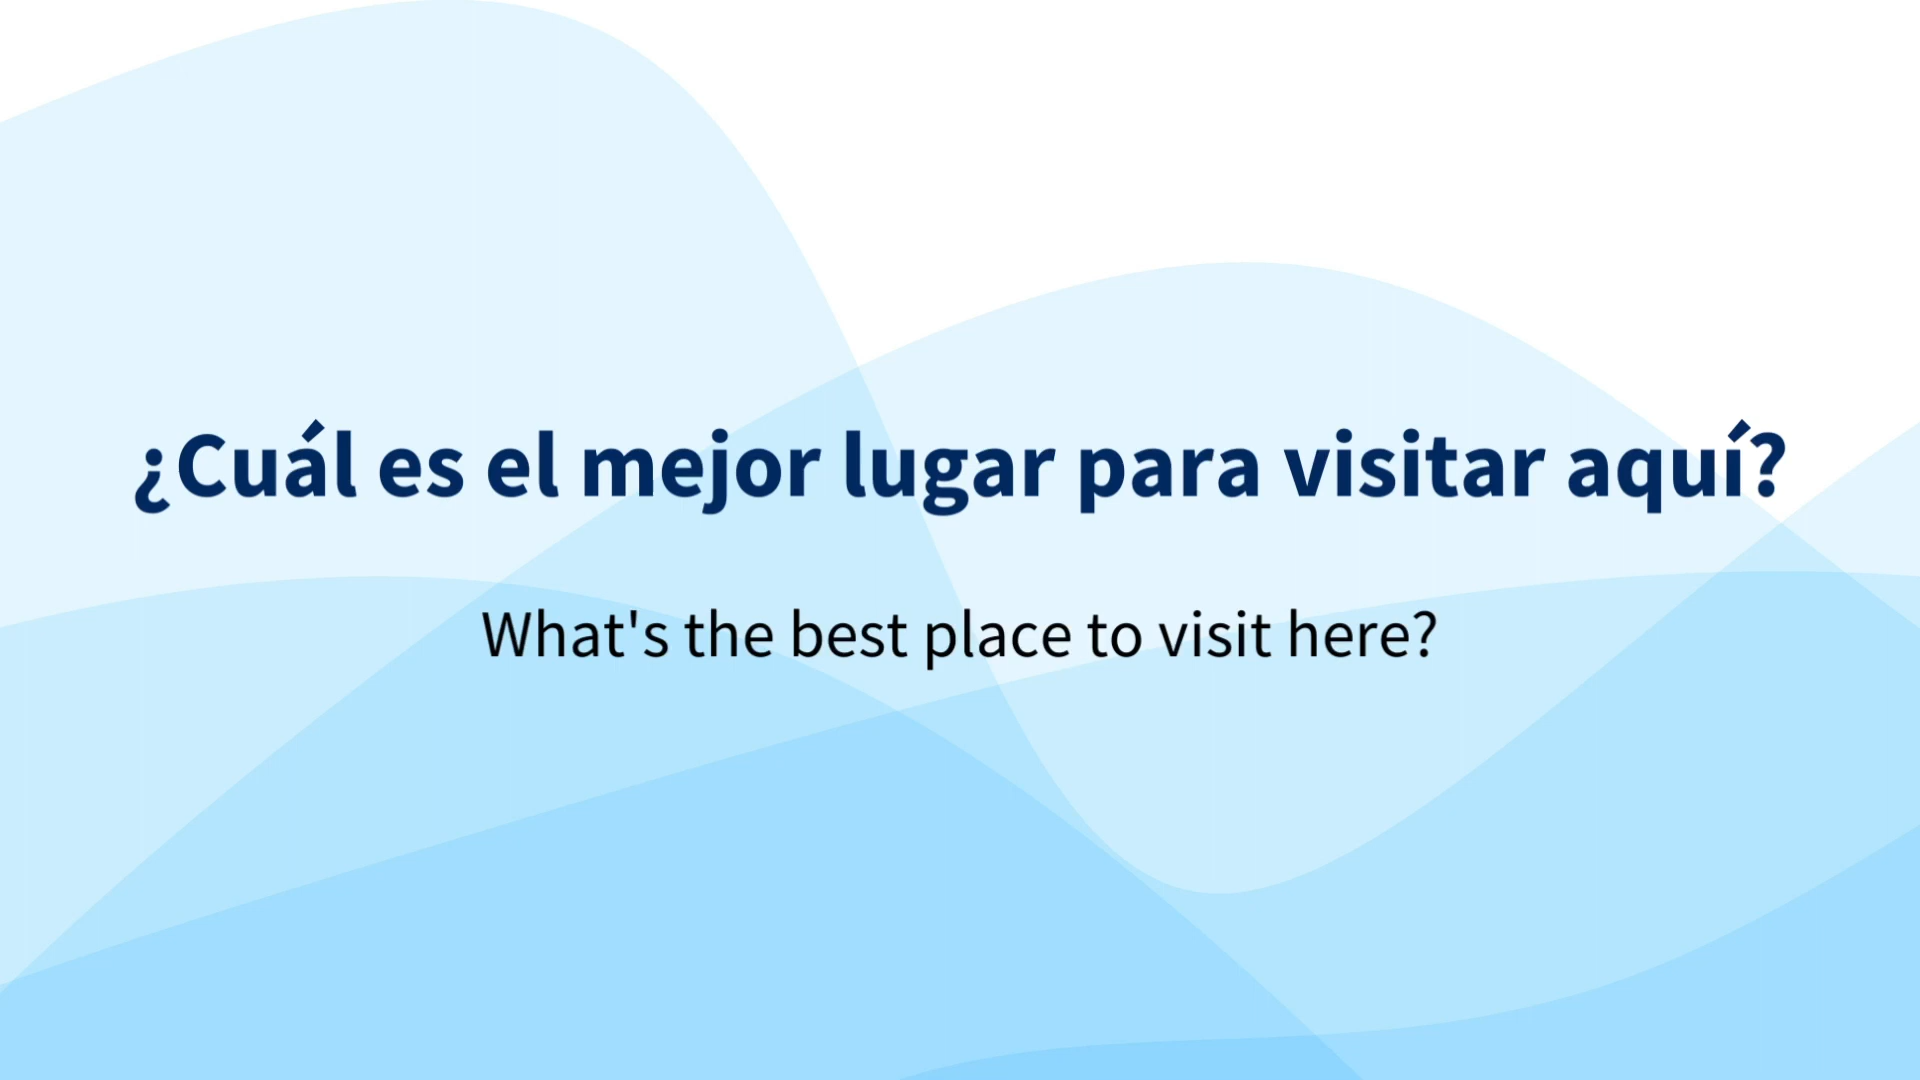 ¿Cuál es el mejor lugar para visitar aquí?
What's the best place to visit here?